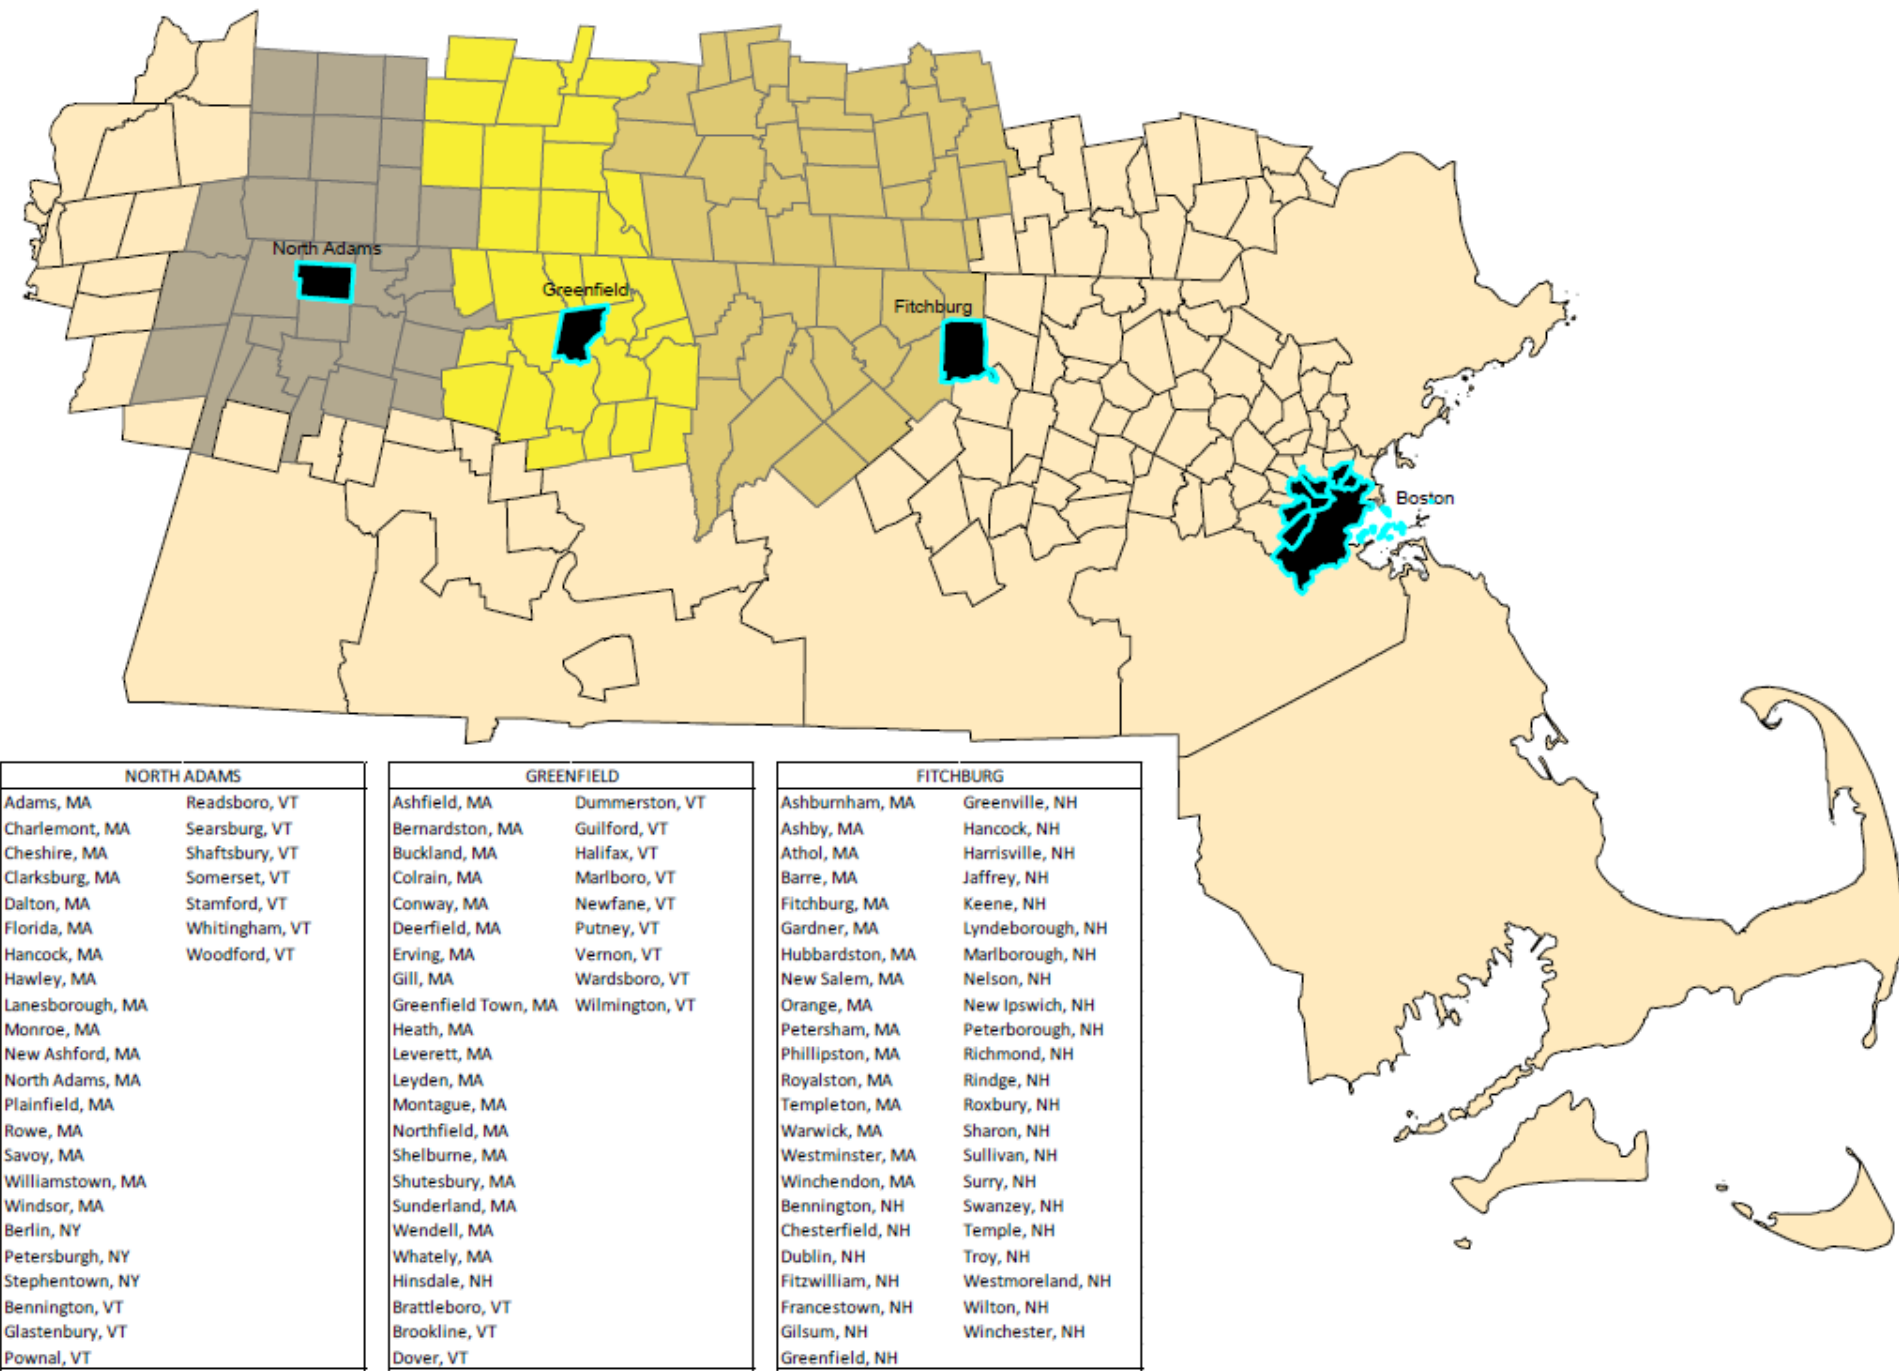 North Adams
Greenfield
Fitchburg
Boston
NORTH ADAMS
Adams, MA Readsboro, VT
Charlemont, MA Searsburg, VT
Cheshire, MA Shaftsbury, VT
Clarksburg, MA Somerset, VT
Dalton, MA Stamford, VT
Florida, MA Whitingham, VT
Hancock, MA Woodford, VT
Hawley, MA
Lanesborough, MA
Monroe, MA
New Ashford, MA
North Adams, MA
Plainfield, MA
Rowe, MA
Savoy, MA
Williamstown, MA
Windsor, MA
Berlin, NY
Petersburgh, NY
Stephentown, NY
Bennington, VT
Glastenbury, VT
Pownal, VT
GREENFIELD
Ashfield, MA Dummerston, VT
Bernardston, MA Guilford, VT
Buckland, MA Halifax, VT
Colrain, MA Marlboro, VT
Conway, MA Newfane, VT
Deerfield, MA Putney, VT
Erving, MA Vernon, VT
Gill, MA Wardsboro, VT
Greenfield Town, MA Wilmington, VT
Heath, MA
Leverett, MA
Leyden, MA
Montague, MA
Northfield, MA
Shelburne, MA
Shutesbury, MA
Sunderland, MA
Wendell, MA
Whately, MA
Hinsdale, NH
Brattleboro, VT
Brookline, VT
Dover, VT
FITCHBURG
Ashburnham, MA Greenville, NH
Ashby, MA Hancock, NH
Athol, MA Harrisville, NH
Barre, MA Jaffrey, NH
Fitchburg, MA Keene, NH
Gardner, MA Lyndeborough, NH
Hubbardston, MA Marlborough, NH
New Salem, MA Nelson, NH
Orange, MA New Ipswich, NH
Petersham, MA Peterborough, NH
Phillipston, MA Richmond, NH
Royalston, MA Rindge, NH
Templeton, MA Roxbury, NH
Warwick, MA Sharon, NH
Westminster, MA Sullivan, NH
Winchendon, MA Surry, NH
Bennington, NH Swanzey, NH
Chesterfield, NH Temple, NH
Dublin, NH Troy, NH
Fitzwilliam, NH Westmoreland, NH
Francestown, NH Wilton, NH
Gilsum, NH Winchester, NH
Greenfield, NH